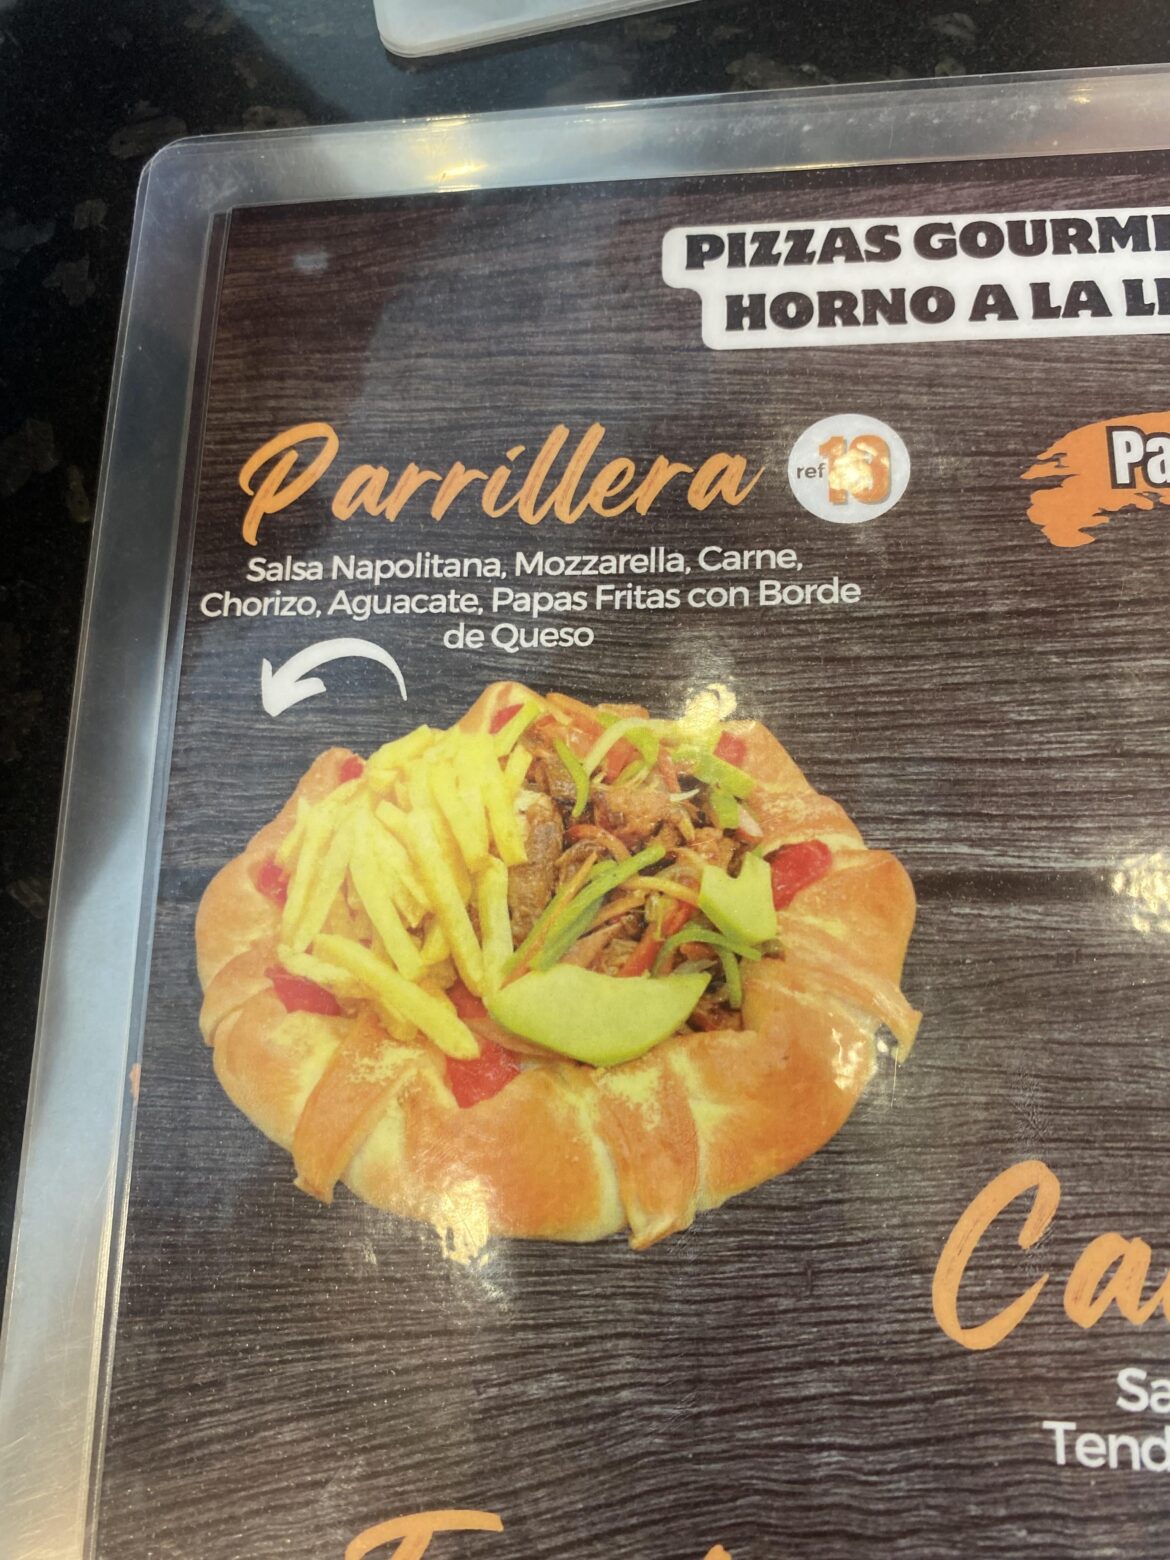 PIZZAS GOURM
HORNO A LA
Parrillera
ref
Salsa Napolitana, Mozzarella, Carne,
Chorizo, Aguacate, Papas Fritas con Borde
de Queso
Pa
Ca
Sa
Tend